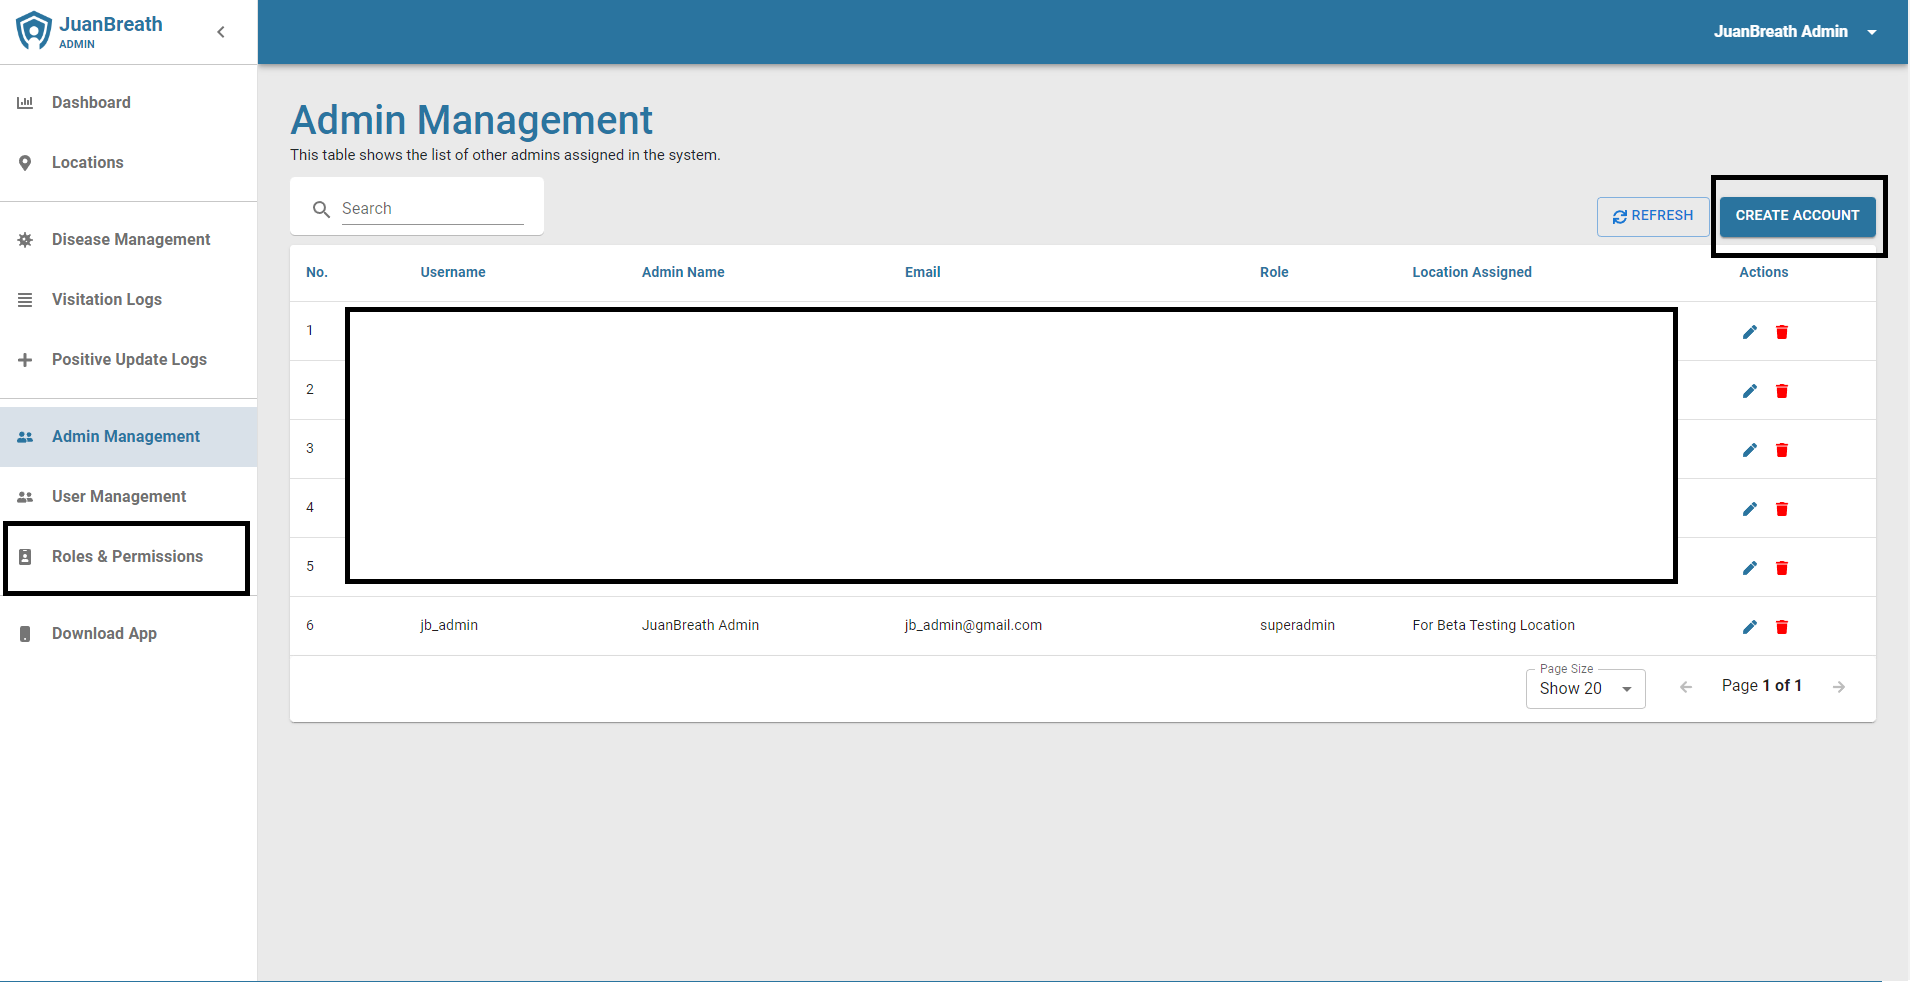 JuanBreath
ADMIN
JuanBreath Admin
Dashboard
Locations
Disease Management
Visitation Logs
Positive Update Logs
Admin Management
User Management
Roles & Permissions
Download App
Admin Management
This table shows the list of other admins assigned in the system.
Search
REFRESH
CREATE ACCOUNT
No. Username Admin Name Email Role Location Assigned Actions
1
2
3
4
5
6 jb_admin JuanBreath Admin jb_admin@gmail.com superadmin For Beta Testing Location
Page Size
Show 20
Page 1 of 1